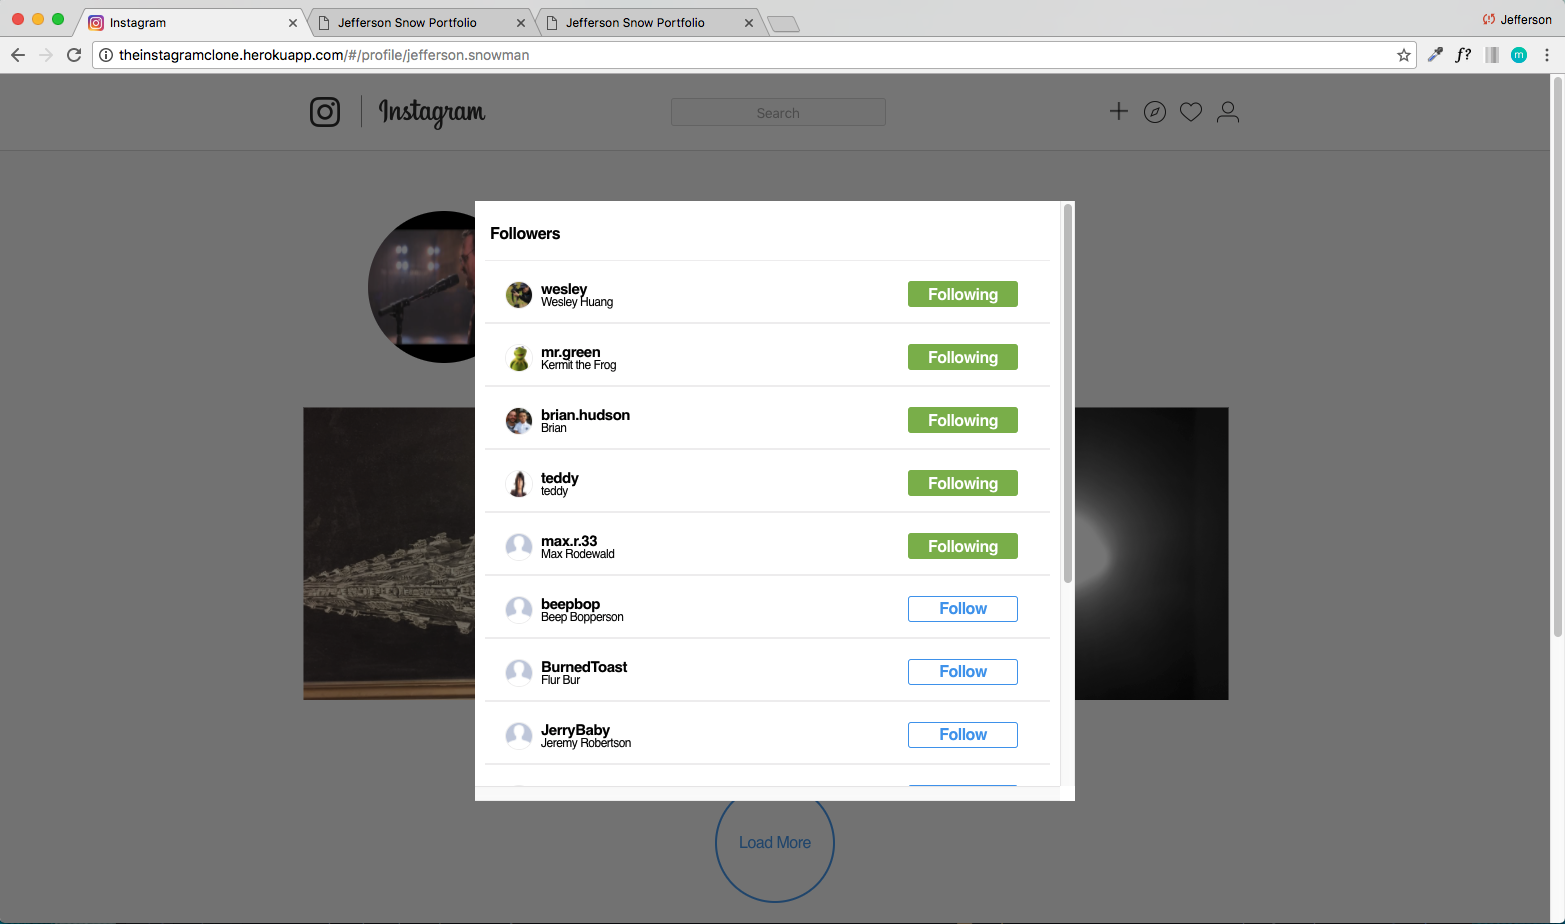 Instagram
Jefferson Snow Portfolio
Jefferson Snow Portfolio
Jefferson
theinstagramclone.herokuapp.com/#/profile/jefferson.snowman
f?
m
Instagram
Search
Followers
wesley
Wesley Huang
Following
mr.green
Kermit the Frog
Following
brian.hudson
Brian
Following
teddy
teddy
Following
max.r.33
Max Rodewald
Following
beepbop
Beep Bopperson
Follow
BurnedToast
Flur Bur
Follow
JerryBaby
Jeremy Robertson
Follow
Load More